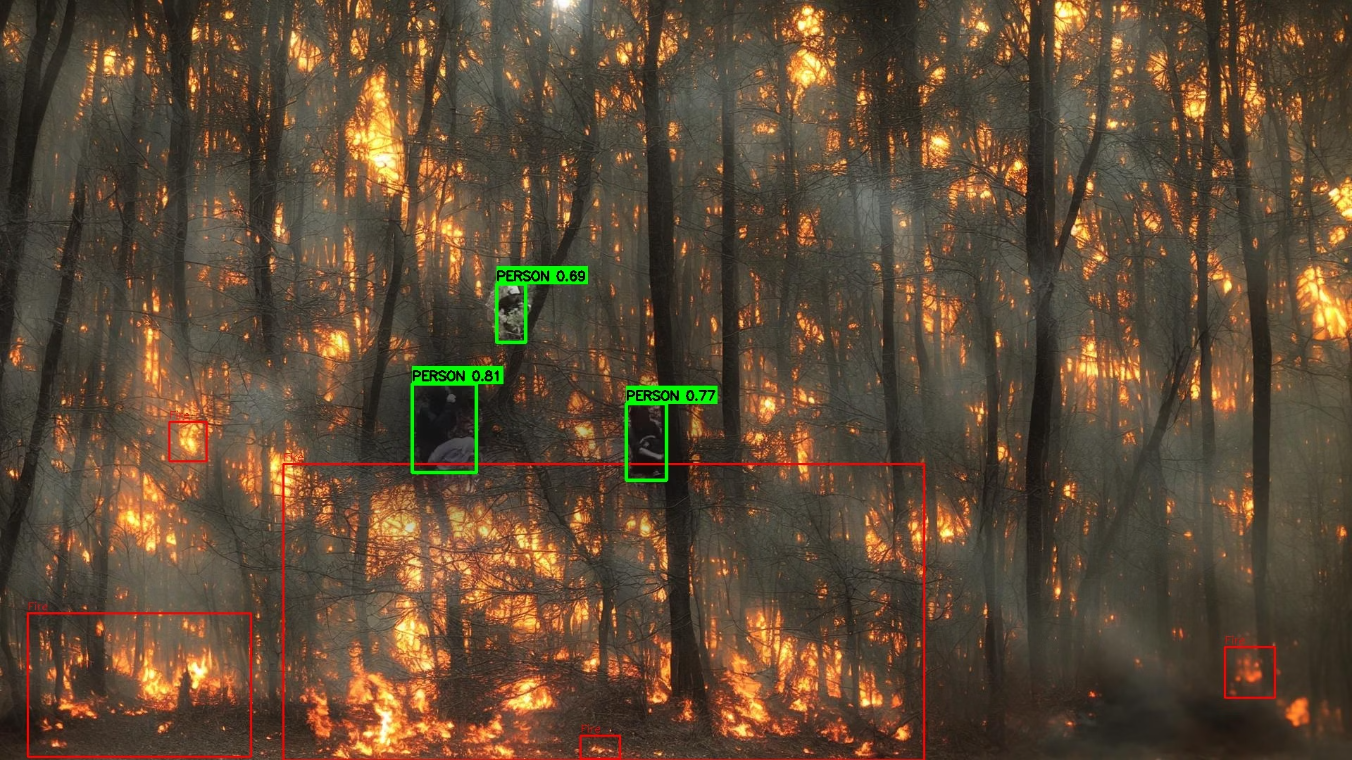 PERSON 0.69
PERSON 0.81
PERSON 0.77
Fire
Fire
Fire